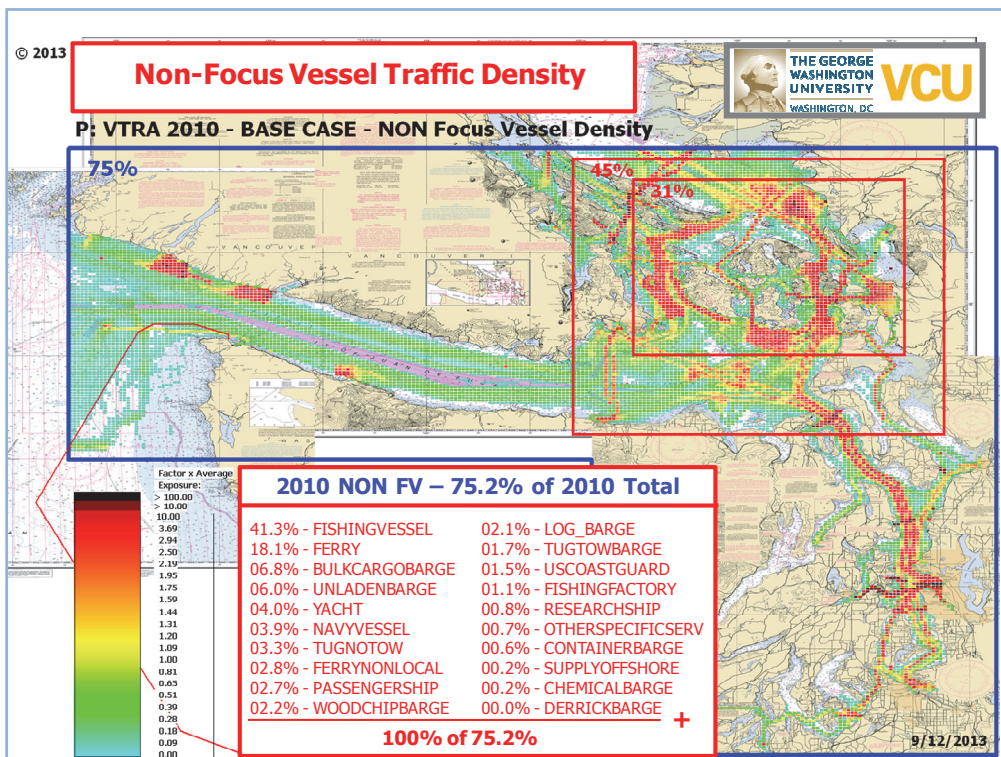 © 2013
Non-Focus Vessel Traffic Density
THE GEORGE
WASHINGTON
UNIVERSITY
WASHINGTON, DC
VCU
P: VTRA 2010 - BASE CASE - NON Focus Vessel Density
75%
45%
31%
VANCOUVER
VANCOUVER I
Factor x Average
Exposure:
> 100.00
> 10.00
10.00
3.69
2.94
2.50
2.19
1.95
1.75
1.59
1.44
1.31
1.20
1.09
1.00
0.81
0.65
0.51
0.39
0.28
0.18
0.09
0.00
2010 NON FV – 75.2% of 2010 Total
41.3% - FISHINGVESSEL
18.1% - FERRY
06.8% - BULKCARGOBARGE
06.0% - UNLADENBARGE
04.0% - YACHT
03.9% - NAVYVESSEL
03.3% - TUGNOTOW
02.8% - FERRYNONLOCAL
02.7% - PASSENGERSHIP
02.2% - WOODCHIPBARGE
02.1% - LOG_BARGE
01.7% - TUGTOWBARGE
01.5% - USCOASTGUARD
01.1% - FISHINGFACTORY
00.8% - RESEARCHSHIP
00.7% - OTHERSPECIFICSERV
00.6% - CONTAINERBARGE
00.2% - SUPPLYOFFSHORE
00.2% - CHEMICALBARGE
00.0% - DERRICKBARGE
+
100% of 75.2%
9/12/2013